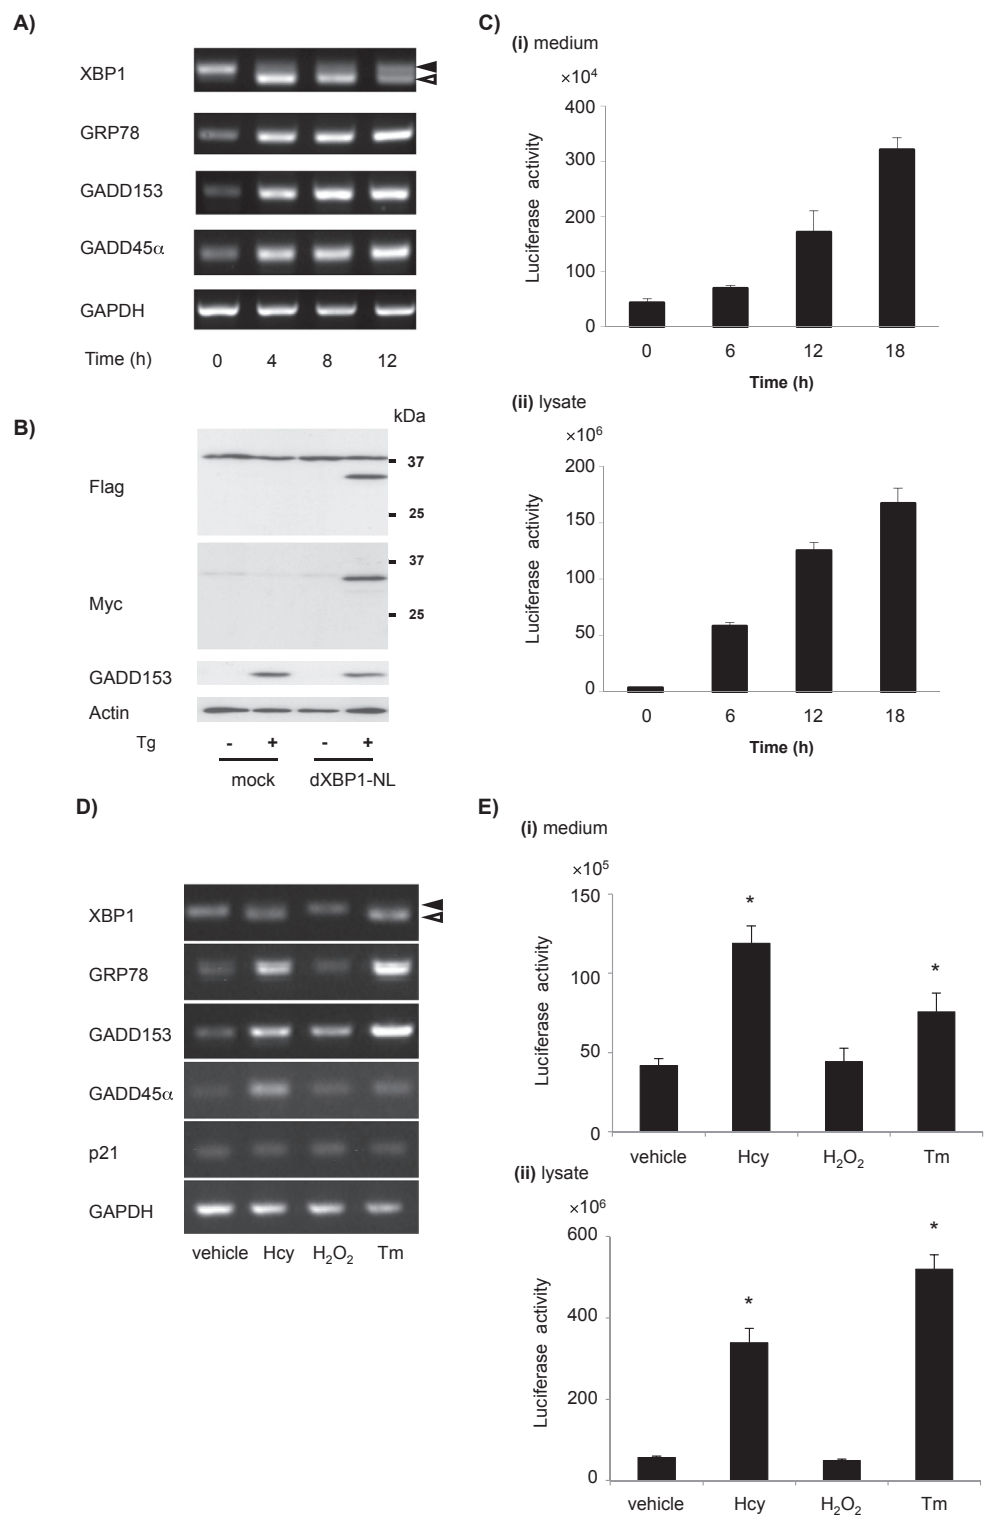 A)
XBP1
GRP78
GADD153
GADD45α
GAPDH
Time (h) 0 4 8 12
B)
kDa
Flag
37
25
Myc
37
25
GADD153
Actin
Tg - + - +
mock dXBP1-NL
C)
(i) medium
×10⁴
Luciferase activity
400
300
200
100
0
0 6 12 18
Time (h)
(ii) lysate
×10⁶
Luciferase activity
200
150
100
50
0
0 6 12 18
Time (h)
D)
XBP1
GRP78
GADD153
GADD45α
p21
GAPDH
vehicle Hcy H₂O₂ Tm
E)
(i) medium
×10⁵
Luciferase activity
150
100
50
0
* *
vehicle Hcy H₂O₂ Tm
(ii) lysate
×10⁶
Luciferase activity
600
400
200
0
* *
vehicle Hcy H₂O₂ Tm